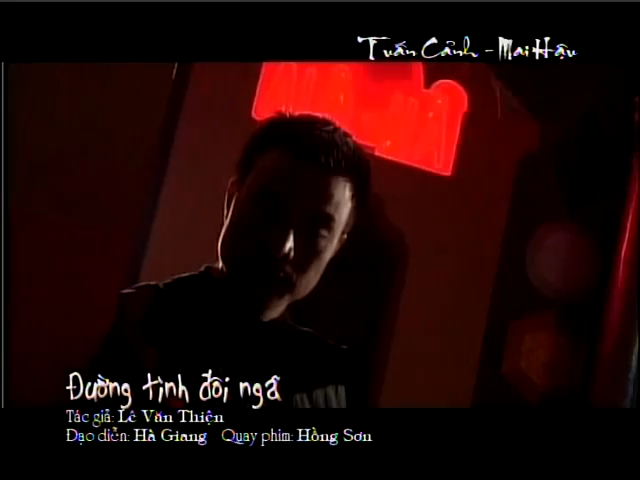 Tuấn Cảnh - Mai Hậu
Đường tình đôi ngã
Tác giả: Lê Văn Thiện
Đạo diễn: Hà Giang Quay phim: Hồng Sơn